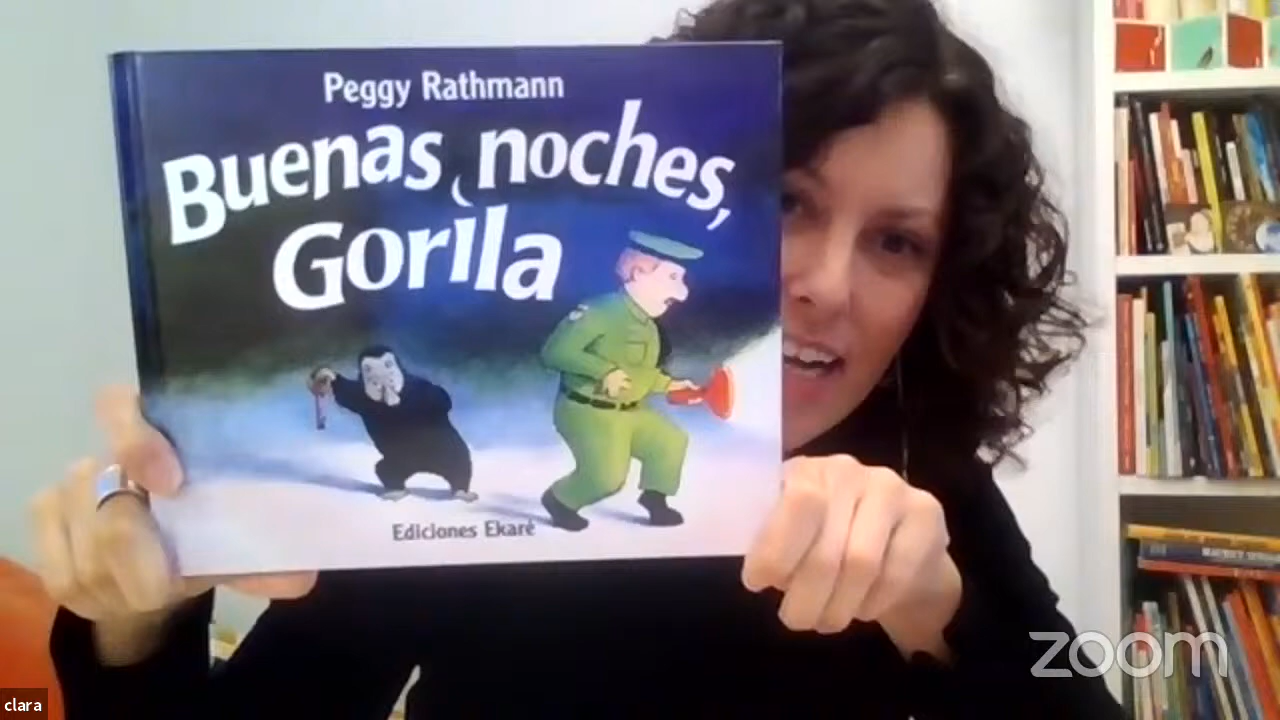 Peggy Rathmann
Buenas noches,
Gorila
Ediciones Ekaré
zoom
clara